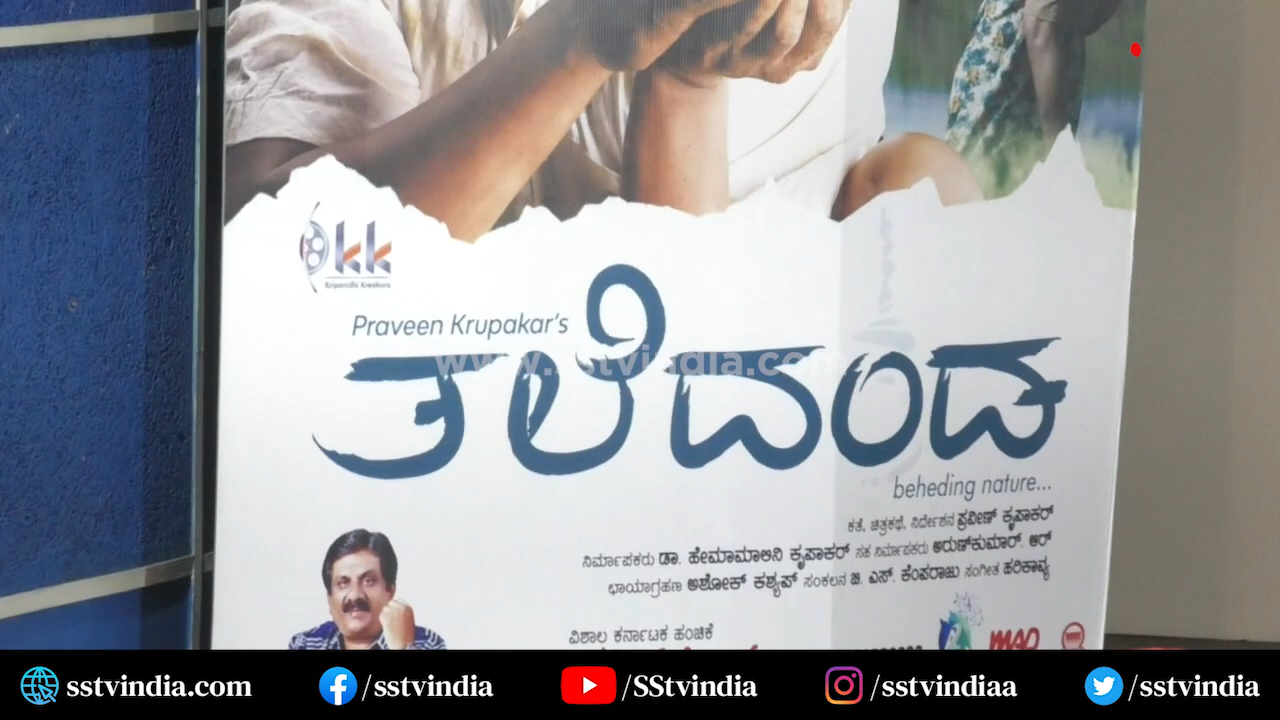 kk
Kripanidhi Kreations
Praveen Krupakar's
ತಲೆದಂಡ
www.sstvindia.com
beheding nature...
ಕತೆ, ಚಿತ್ರಕಥೆ, ನಿರ್ದೇಶನ ಪ್ರವೀಣ್ ಕೃಪಾಕರ್
ನಿರ್ಮಾಪಕರು ಡಾ. ಹೇಮಾಮಾಲಿನಿ ಕೃಪಾಕರ್ ಸಹ ನಿರ್ಮಾಪಕರು ಅರುಣ್‌ಕುಮಾರ್. ಆರ್
ಛಾಯಾಗ್ರಹಣ ಅಶೋಕ್ ಕಶ್ಯಪ್ ಸಂಕಲನ ಬಿ. ಎಸ್. ಕೆಂಪರಾಜು ಸಂಗೀತ ಹರಿಕಾವ್ಯ
ವಿಶಾಲ ಕರ್ನಾಟಕ ಹಂಚಿಕೆ
MAD
sstvindia.com /sstvindia /SStvindia /sstvindiaa /sstvindia